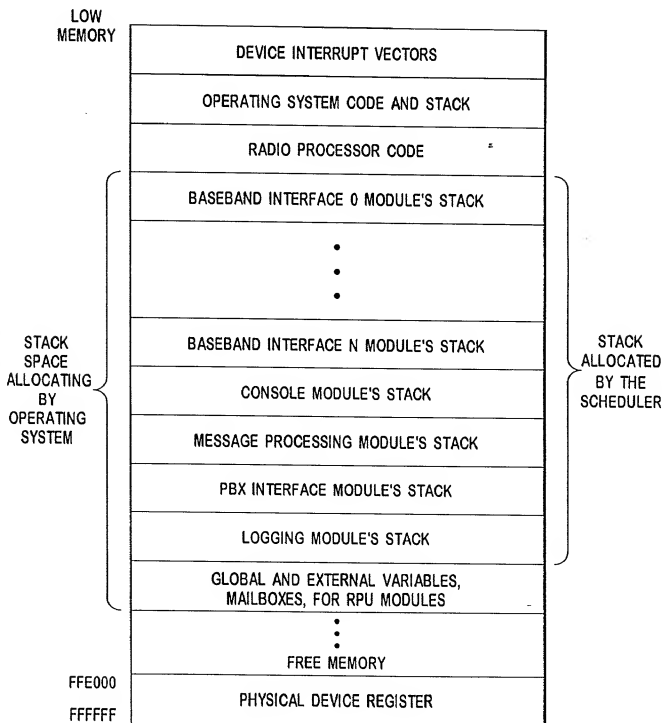 LOW
MEMORY
DEVICE INTERRUPT VECTORS
OPERATING SYSTEM CODE AND STACK
RADIO PROCESSOR CODE
BASEBAND INTERFACE 0 MODULE'S STACK
BASEBAND INTERFACE N MODULE'S STACK
CONSOLE MODULE'S STACK
MESSAGE PROCESSING MODULE'S STACK
PBX INTERFACE MODULE'S STACK
LOGGING MODULE'S STACK
GLOBAL AND EXTERNAL VARIABLES,
MAILBOXES, FOR RPU MODULES
FREE MEMORY
PHYSICAL DEVICE REGISTER
STACK
SPACE
ALLOCATING
BY
OPERATING
SYSTEM
STACK
ALLOCATED
BY THE
SCHEDULER
FFE000
FFFFFF